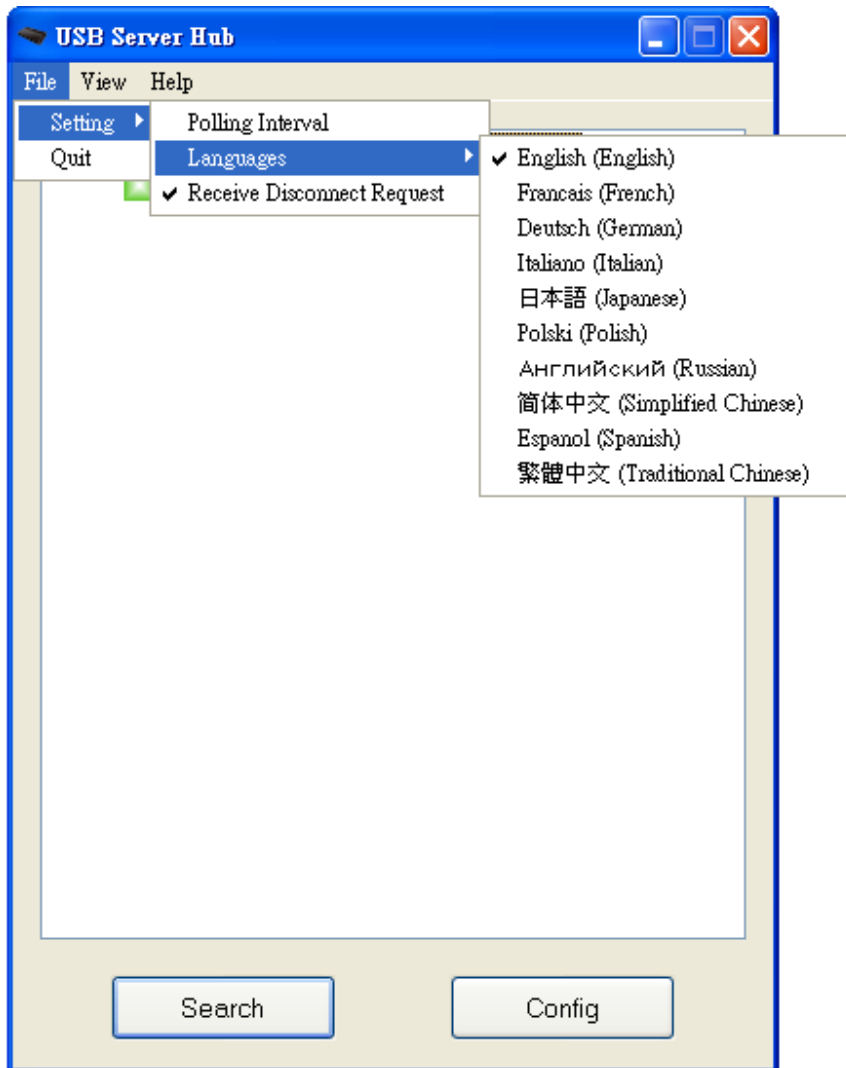 USB Server Hub
File View Help
Setting
Quit
Polling Interval
Languages
Receive Disconnect Request
English (English)
Francais (French)
Deutsch (German)
Italiano (Italian)
日本語 (Japanese)
Polski (Polish)
Английский (Russian)
简体中文 (Simplified Chinese)
Espanol (Spanish)
繁體中文 (Traditional Chinese)
Search
Config